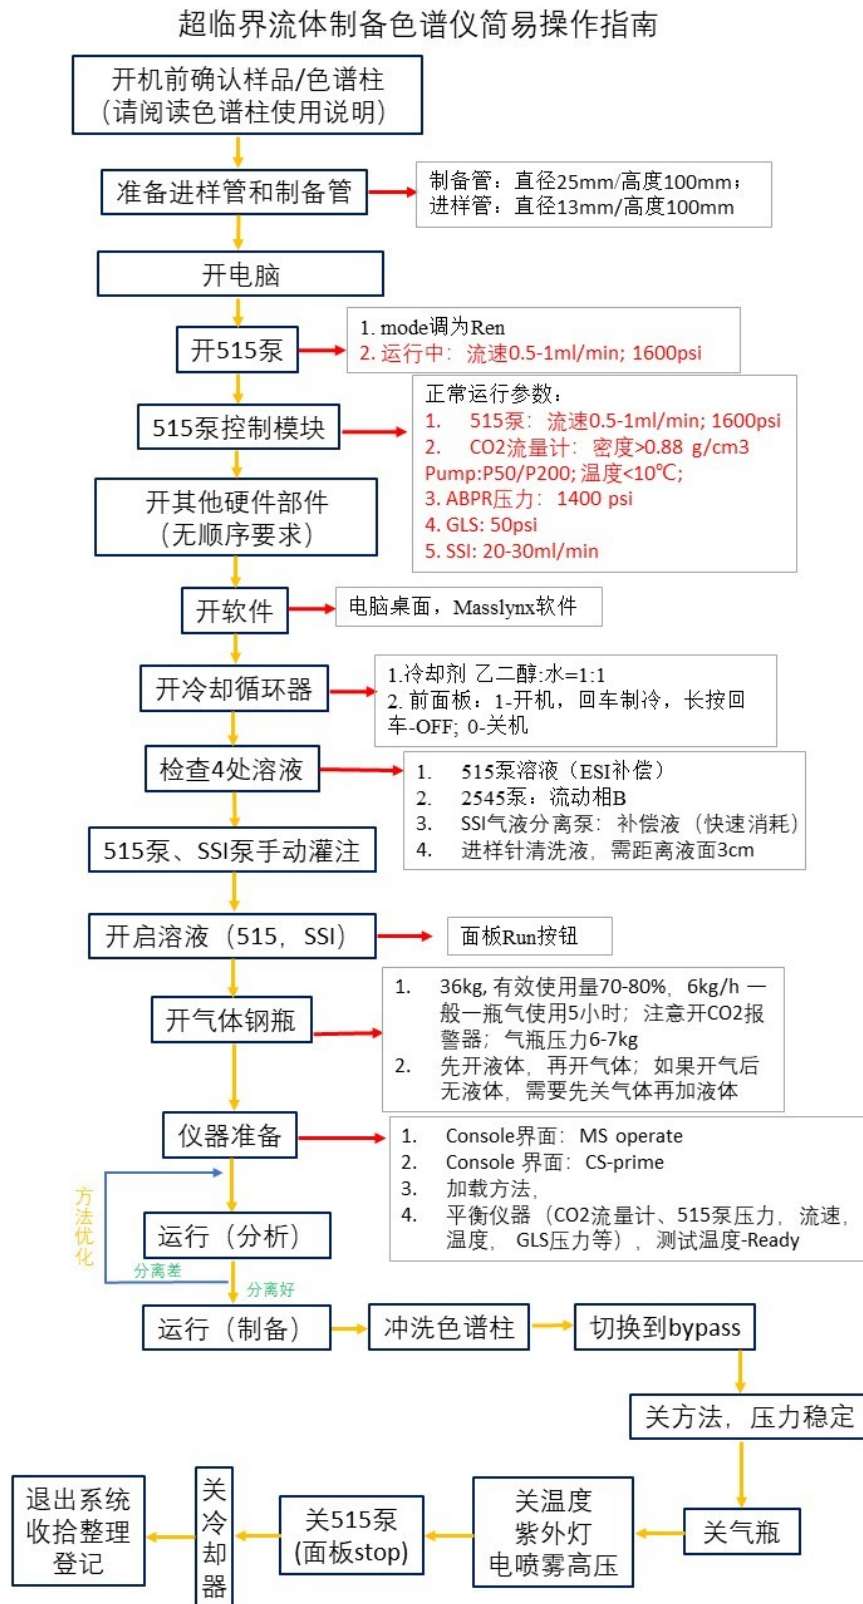 超临界流体制备色谱仪简易操作指南
开机前确认样品/色谱柱
（请阅读色谱柱使用说明）
准备进样管和制备管
制备管：直径25mm/高度100mm；
进样管：直径13mm/高度100mm
开电脑
开515泵
1. mode调为Ren
2. 运行中：流速0.5-1ml/min; 1600psi
515泵控制模块
正常运行参数：
1. 515泵：流速0.5-1ml/min; 1600psi
2. CO2流量计：密度>0.88 g/cm3
Pump:P50/P200; 温度<10℃;
3. ABPR压力：1400 psi
4. GLS: 50psi
5. SSI: 20-30ml/min
开其他硬件部件
（无顺序要求）
开软件
电脑桌面，Masslynx软件
开冷却循环器
1.冷却剂 乙二醇:水=1:1
2. 前面板：1-开机，回车制冷，长按回
车-OFF; 0-关机
检查4处溶液
1. 515泵溶液（ESI补偿）
2. 2545泵：流动相B
3. SSI气液分离泵：补偿液（快速消耗）
4. 进样针清洗液，需距离液面3cm
515泵、SSI泵手动灌注
开启溶液（515，SSI）
面板Run按钮
开气体钢瓶
1. 36kg, 有效使用量70-80%，6kg/h 一
般一瓶气使用5小时；注意开CO2报
警器；气瓶压力6-7kg
2. 先开液体，再开气体；如果开气后
无液体，需要先关气体再加液体
仪器准备
1. Console界面：MS operate
2. Console 界面：CS-prime
3. 加载方法，
4. 平衡仪器（CO2流量计、515泵压力，流速，
温度， GLS压力等），测试温度-Ready
方法优化
运行（分析）
分离差
分离好
运行（制备）
冲洗色谱柱
切换到bypass
关方法，压力稳定
关气瓶
关温度
紫外灯
电喷雾高压
关515泵
(面板stop)
关冷却器
退出系统
收拾整理
登记